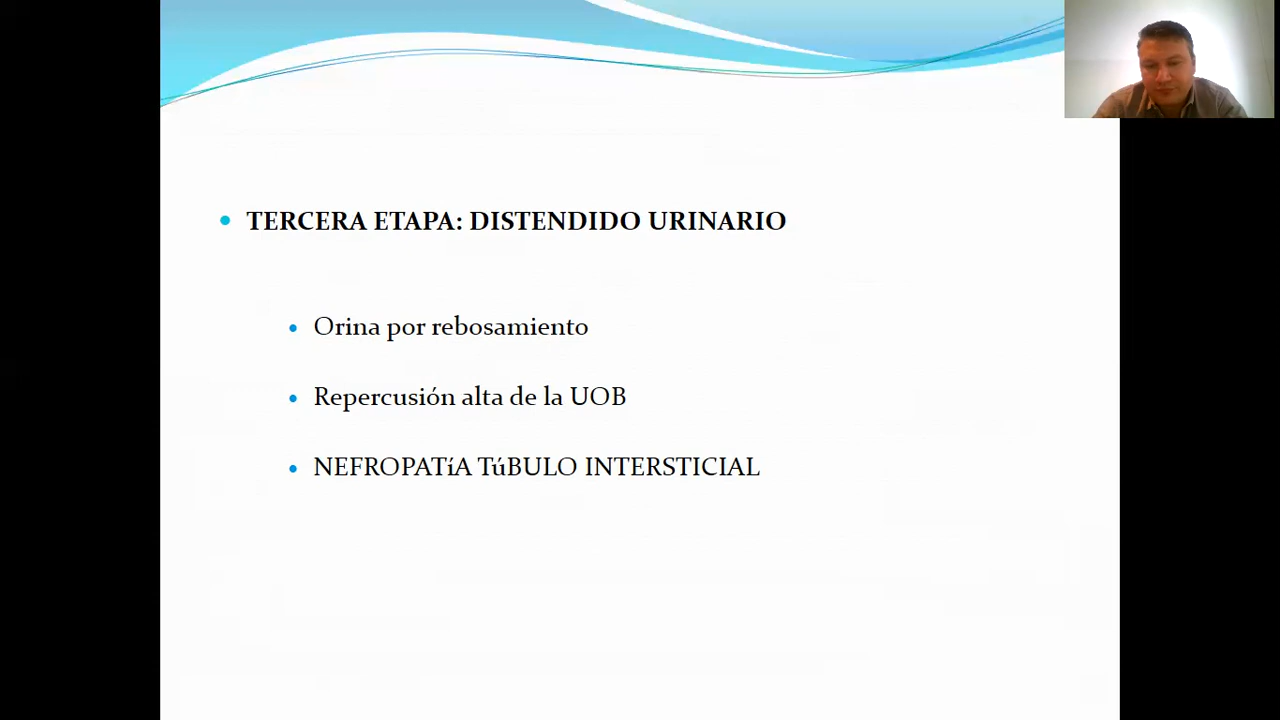 TERCERA ETAPA: DISTENDIDO URINARIO
Orina por rebosamiento
Repercusión alta de la UOB
NEFROPATíA TúBULO INTERSTICIAL